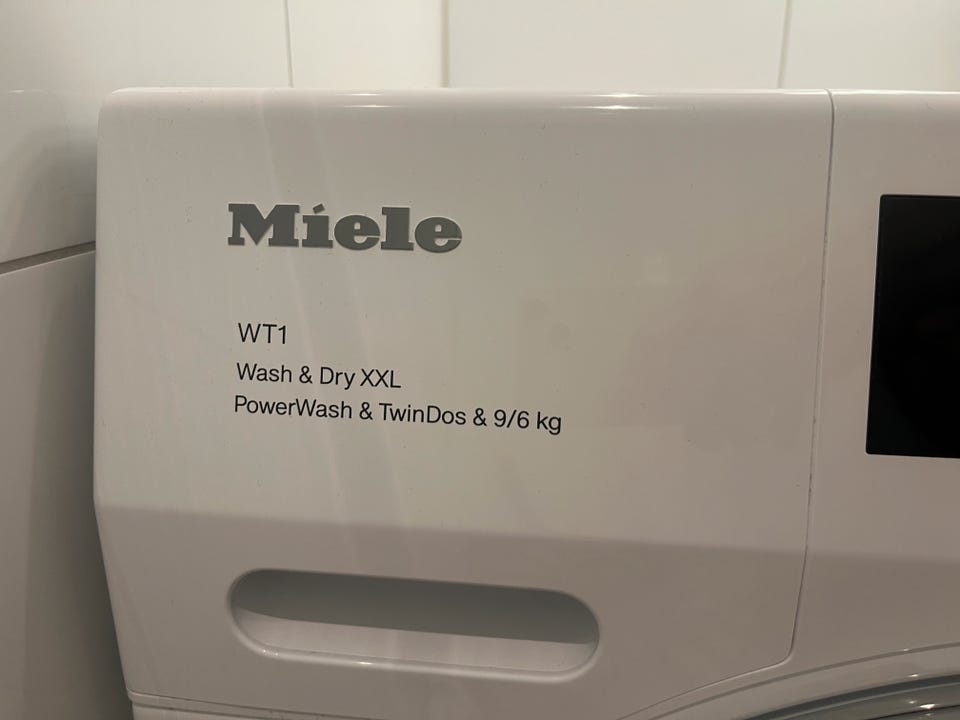 Miele
WT1
Wash & Dry XXL
PowerWash & TwinDos & 9/6 kg